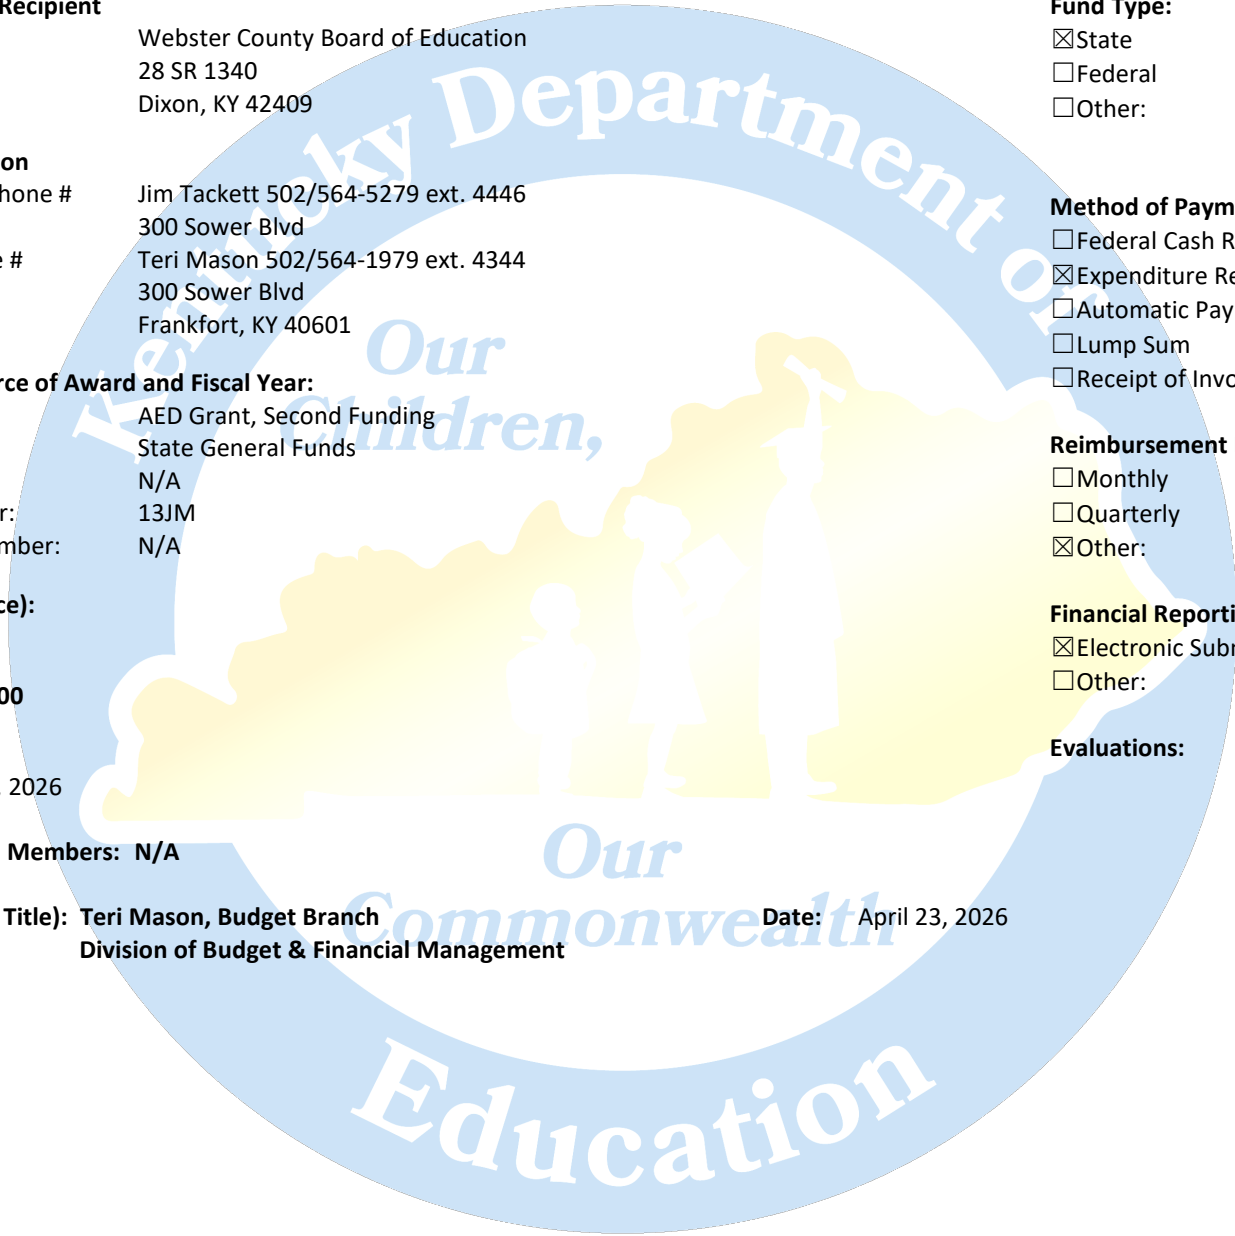 Recipient
Webster County Board of Education
28 SR 1340
Dixon, KY 42409
on
hone # Jim Tackett 502/564-5279 ext. 4446
300 Sower Blvd
e # Teri Mason 502/564-1979 ext. 4344
300 Sower Blvd
Frankfort, KY 40601
rce of Award and Fiscal Year:
AED Grant, Second Funding
State General Funds
N/A
r: 13JM
mber: N/A
ce):
00
, 2026
Members: N/A
Title): Teri Mason, Budget Branch Date: April 23, 2026
Division of Budget & Financial Management
Fund Type:
☒State
☐Federal
☐Other:
Method of Paym
☐Federal Cash R
☒Expenditure Re
☐Automatic Pay
☐Lump Sum
☐Receipt of Invo
Reimbursement
☐Monthly
☐Quarterly
☒Other:
Financial Reporti
☒Electronic Subr
☐Other:
Evaluations:
Kentucky Department of
Education
Our
Children,
Our
Commonwealth